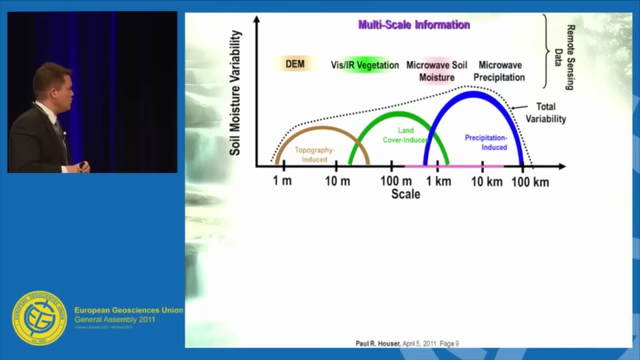 Multi-Scale Information
Soil Moisture Variability
DEM
Vis/IR Vegetation
Microwave Soil
Moisture
Microwave
Precipitation
Remote Sensing
Data
Total
Variability
Topography-
Induced
Land
Cover-Induced
Precipitation-
Induced
1 m
10 m
100 m
1 km
10 km
100 km
Scale
European Geosciences Union
General Assembly 2011
Paul R. Houser, April 5, 2011. Page 9